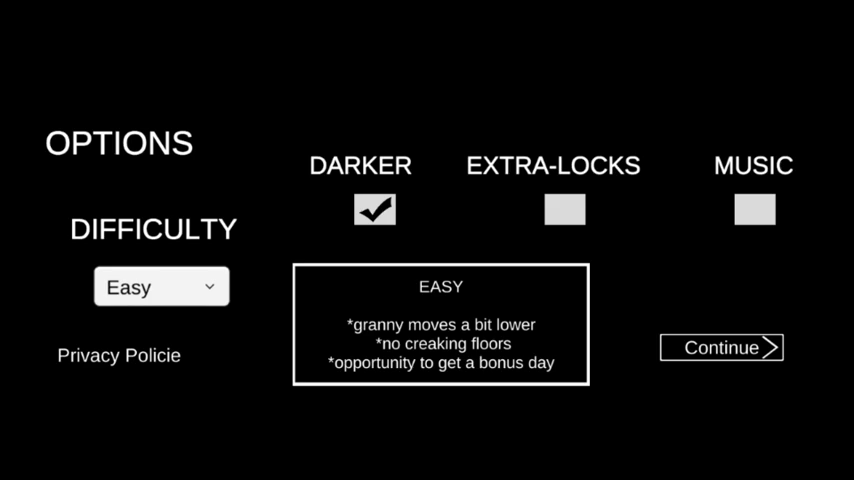 OPTIONS
DARKER
EXTRA-LOCKS
MUSIC
DIFFICULTY
Easy
EASY
*granny moves a bit lower
*no creaking floors
*opportunity to get a bonus day
Privacy Policie
Continue